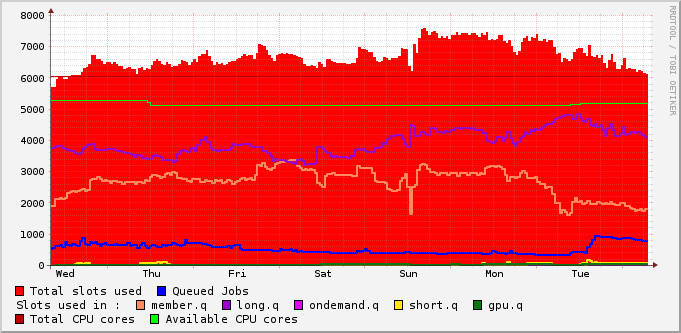 8000
7000
6000
5000
4000
3000
2000
1000
0
Wed Thu Fri Sat Sun Mon Tue
RRDTOOL / TOBI OETIKER
Total slots used Queued Jobs
Slots used in : member.q long.q ondemand.q short.q gpu.q
Total CPU cores Available CPU cores